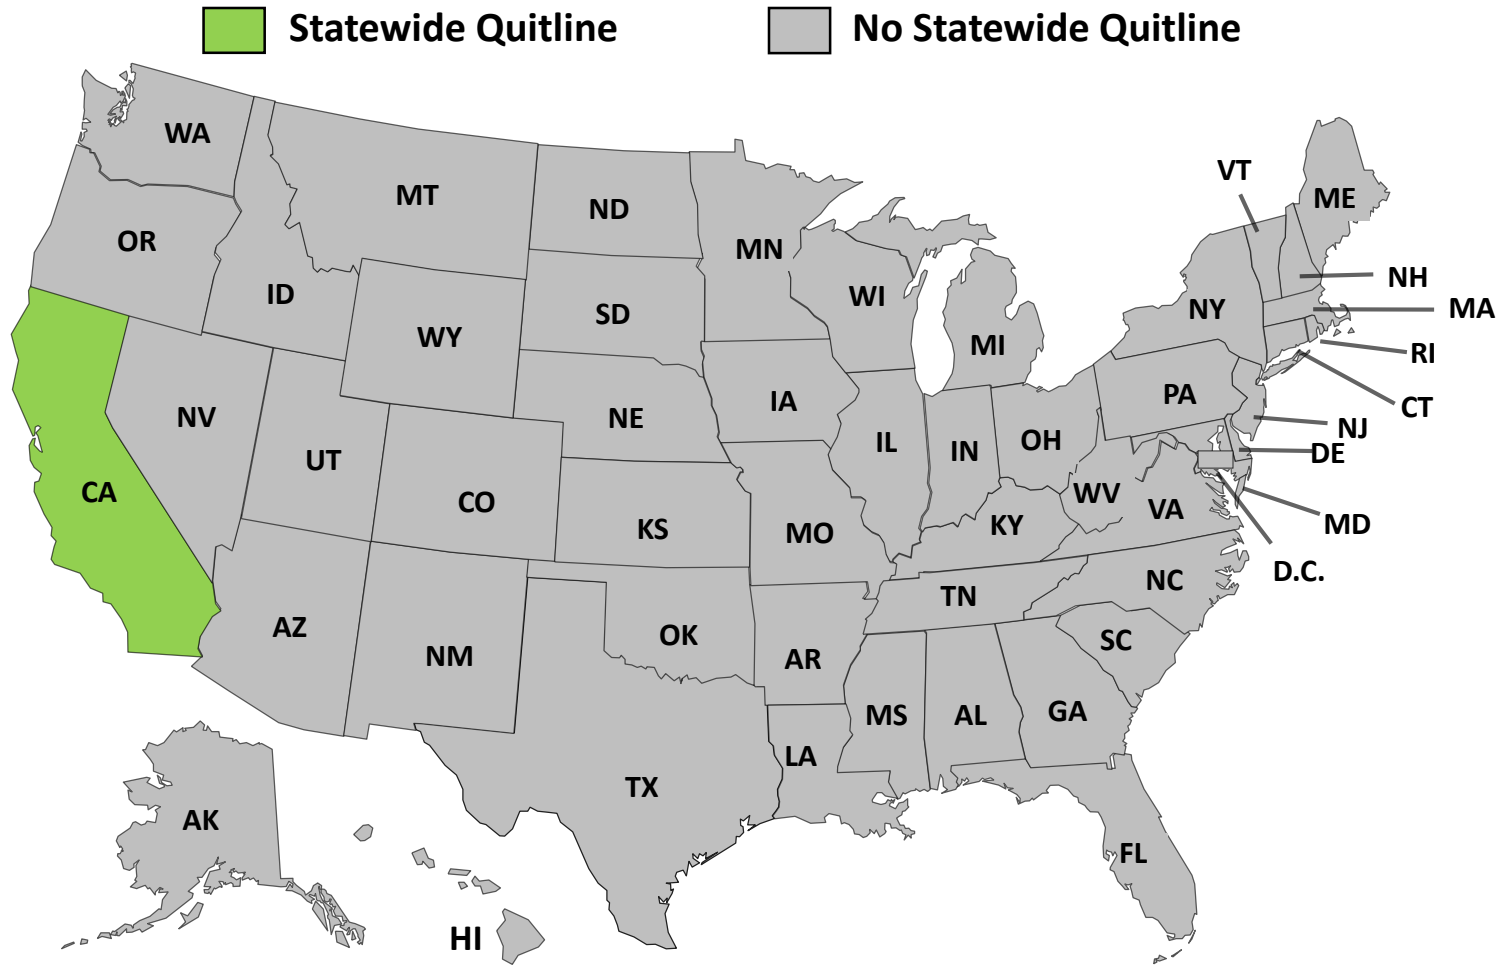 Statewide Quitline
No Statewide Quitline
WA
MT
ND
MN
VT
ME
OR
ID
WY
SD
WI
MI
NY
NH
MA
RI
CT
NV
UT
CO
NE
IA
IL
IN
OH
PA
NJ
DE
CA
KS
MO
KY
WV
VA
MD
D.C.
AZ
NM
OK
AR
TN
NC
SC
MS
AL
GA
TX
LA
AK
FL
HI